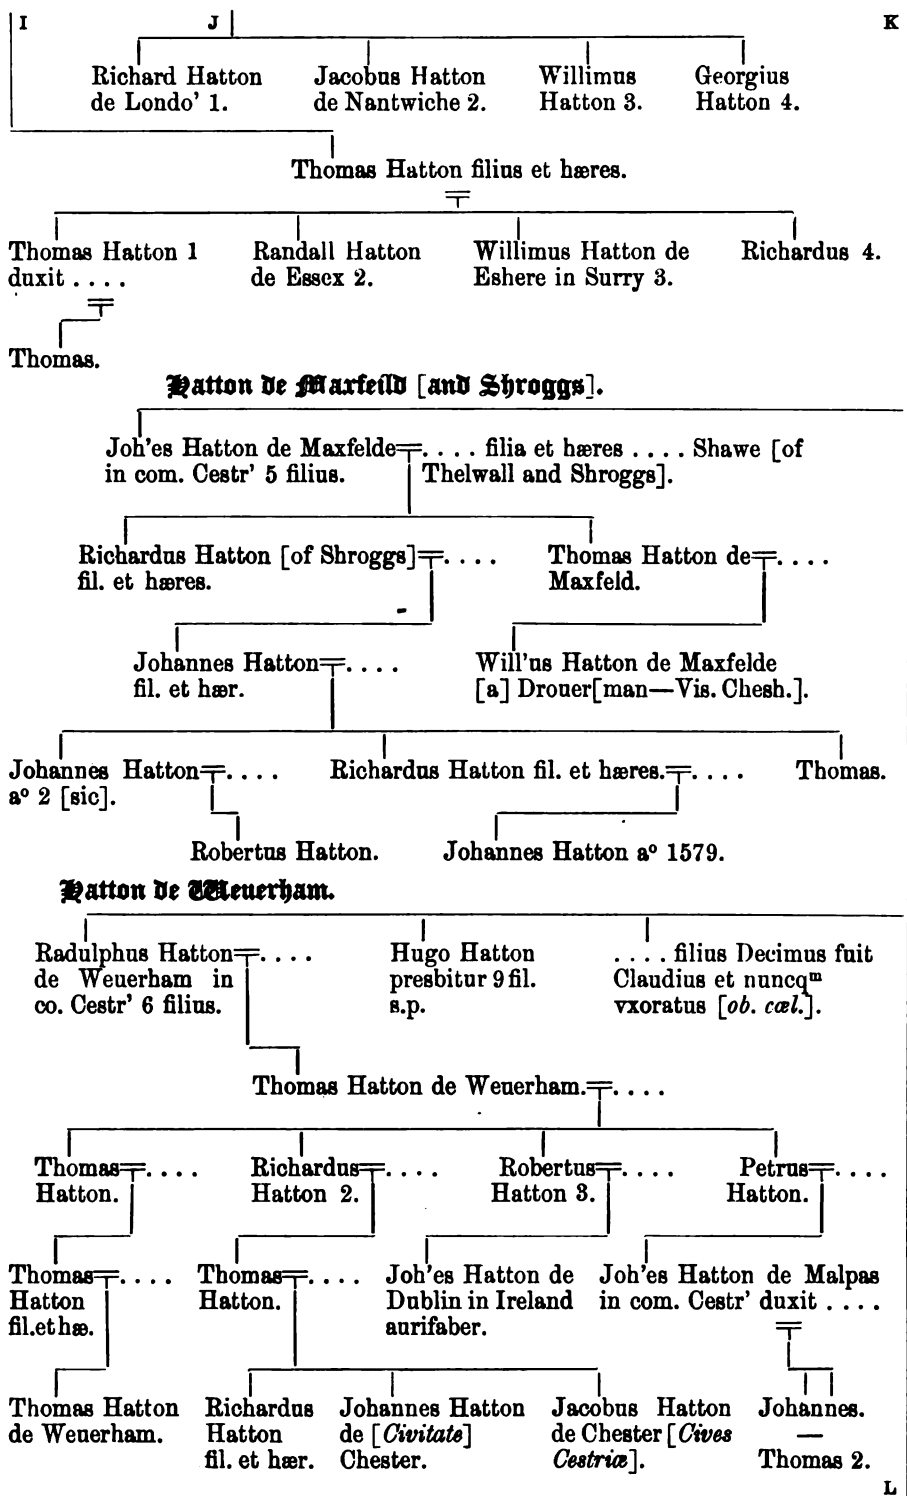 I J K
Richard Hatton Jacobus Hatton Willimus Georgius
de Londo' 1. de Nantwiche 2. Hatton 3. Hatton 4.
Thomas Hatton filius et hæres.
Thomas Hatton 1 Randall Hatton Willimus Hatton de Richardus 4.
duxit . . . . de Essex 2. Eshere in Surry 3.
Thomas.
Hatton de Maxfeild [and Shroggs].
Joh'es Hatton de Maxfelde . . . . filia et hæres . . . . Shawe [of
in com. Cestr' 5 filius. Thelwall and Shroggs].
Richardus Hatton [of Shroggs] . . . . Thomas Hatton de . . . .
fil. et hæres. Maxfeld.
Johannes Hatton . . . . Will'us Hatton de Maxfelde
fil. et hær. [a] Drouer[man—Vis. Chesh.].
Johannes Hatton . . . . Richardus Hatton fil. et hæres. . . . . Thomas.
aº 2 [sic].
Robertus Hatton. Johannes Hatton aº 1579.
Hatton de Weuerham.
Radulphus Hatton . . . . Hugo Hatton . . . . filius Decimus fuit
de Weuerham in presbitur 9 fil. Claudius et nuncqᵐ
co. Cestr' 6 filius. s.p. vxoratus [ob. cæl.].
Thomas Hatton de Weuerham. . . . .
Thomas . . . . Richardus . . . . Robertus . . . . Petrus . . . .
Hatton. Hatton 2. Hatton 3. Hatton.
Thomas . . . . Thomas . . . . Joh'es Hatton de Joh'es Hatton de Malpas
Hatton Hatton. Dublin in Ireland in com. Cestr' duxit . . . .
fil. et hæ. aurifaber.
Thomas Hatton Richardus Johannes Hatton Jacobus Hatton Johannes.
de Weuerham. Hatton de [Civitate] de Chester [Cives —
fil. et hær. Chester. Cestriæ]. Thomas 2.
L